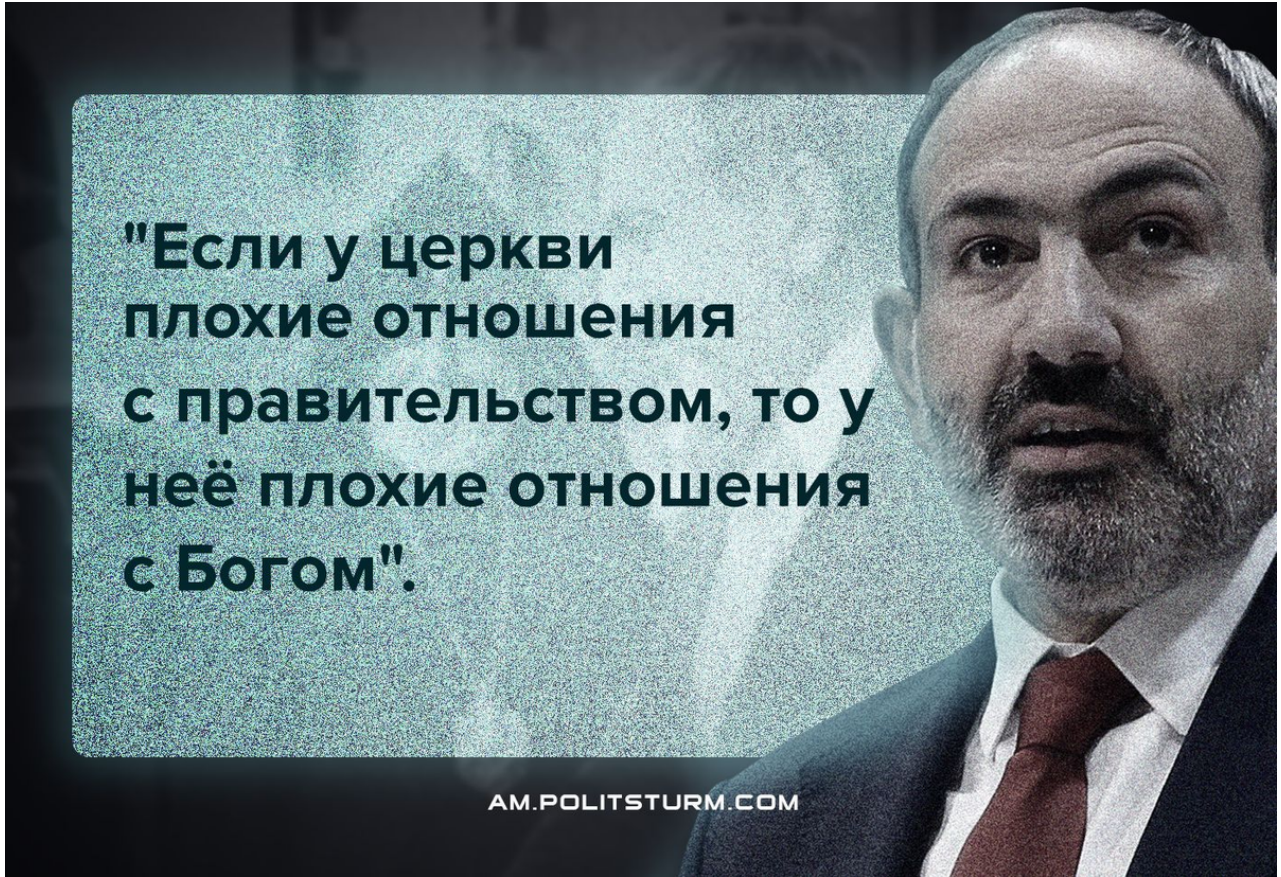 "Если у церкви
плохие отношения
с правительством, то у
неё плохие отношения
с Богом".
AM.POLITSTURM.COM